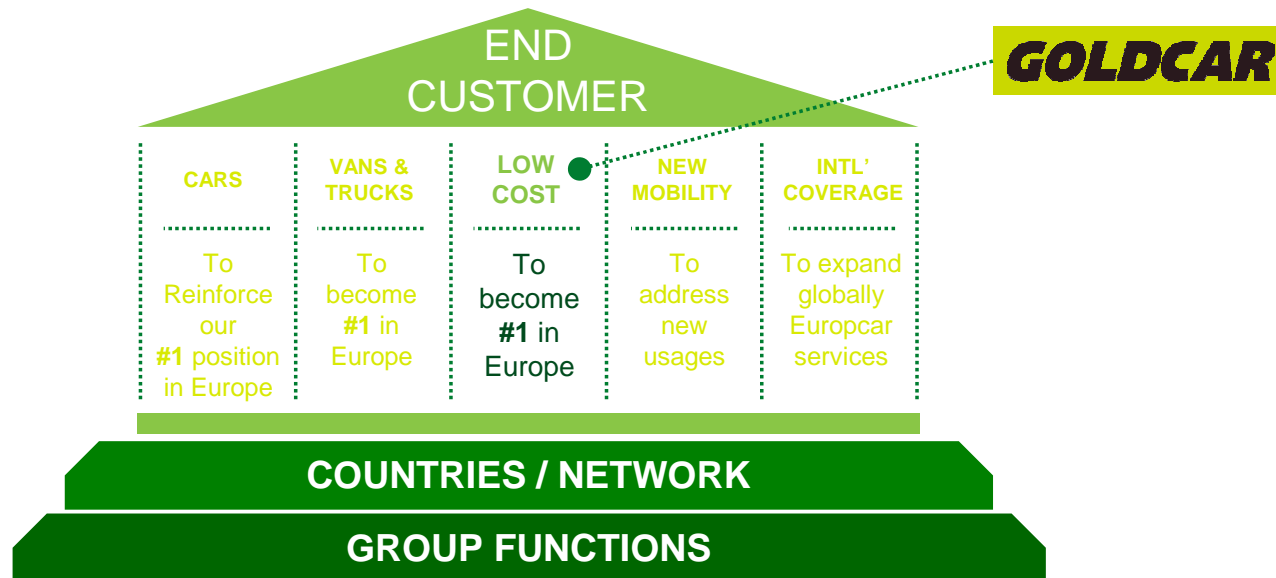 END
CUSTOMER
GOLDCAR
CARS
VANS &
TRUCKS
LOW
COST
NEW
MOBILITY
INTL’
COVERAGE
To
Reinforce
our
#1 position
in Europe
To
become
#1 in
Europe
To
become
#1 in
Europe
To
address
new
usages
To expand
globally
Europcar
services
COUNTRIES / NETWORK
GROUP FUNCTIONS